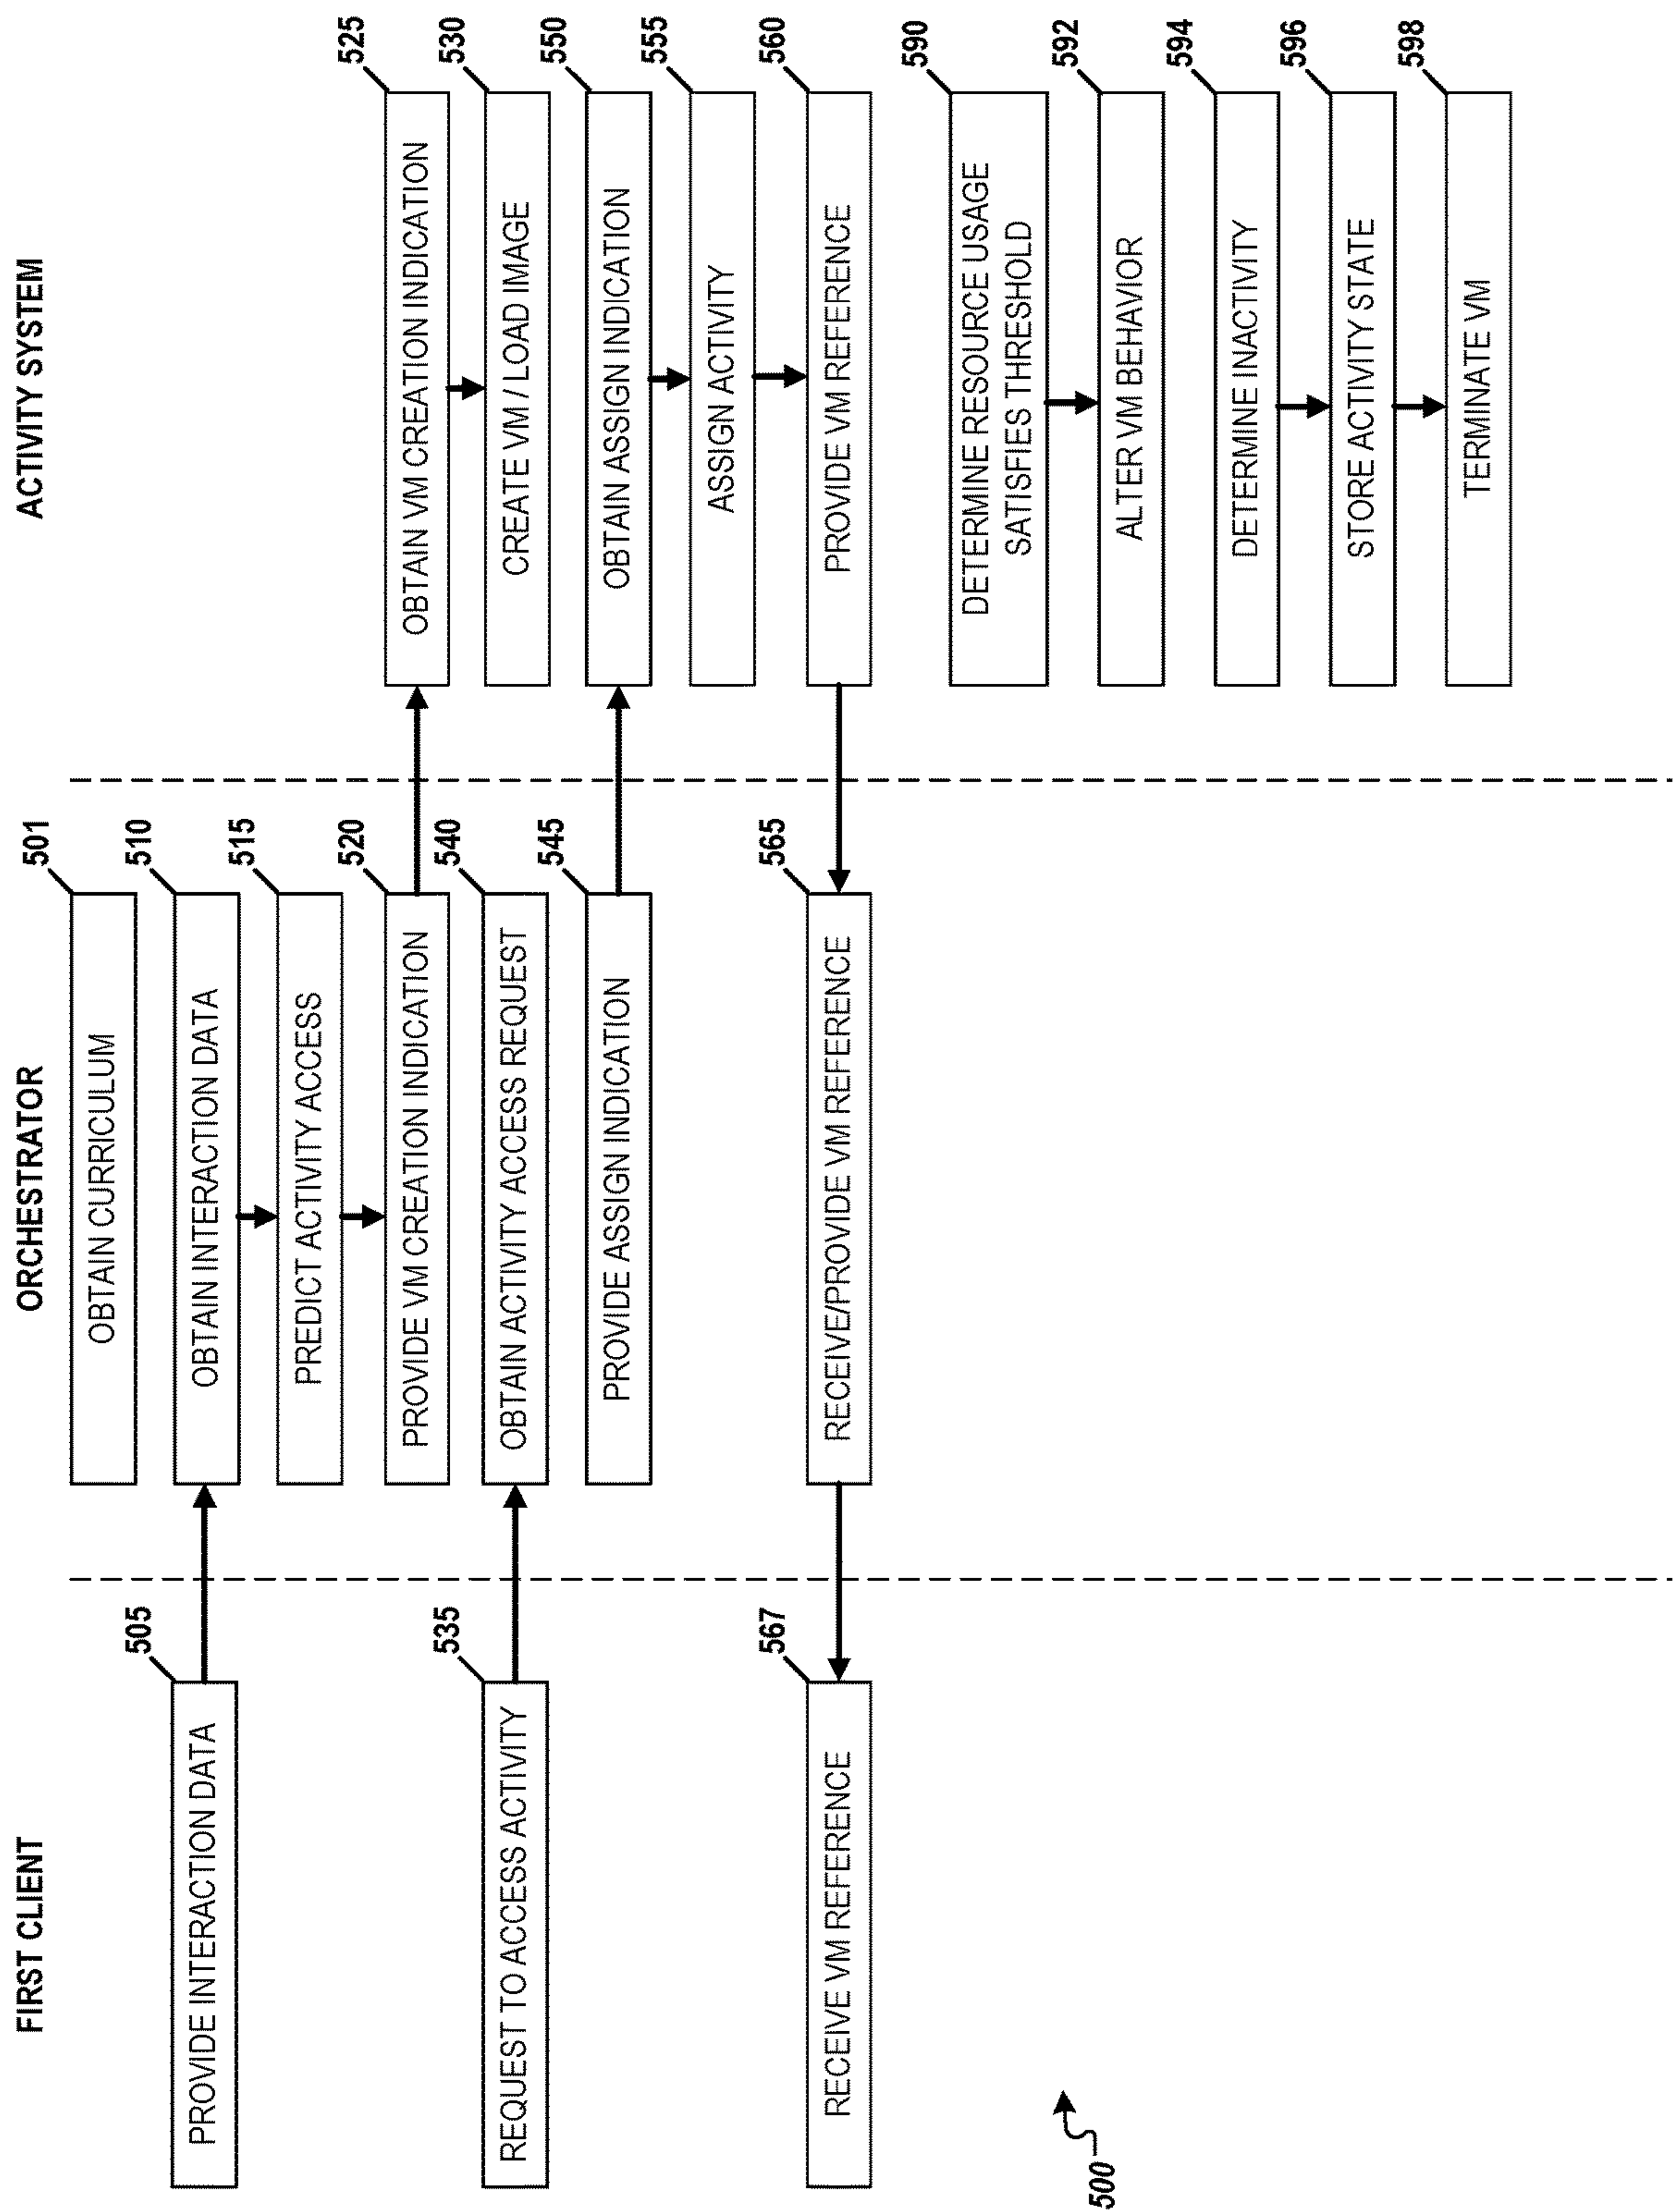 FIRST CLIENT
ORCHESTRATOR
ACTIVITY SYSTEM
501
OBTAIN CURRICULUM
505
PROVIDE INTERACTION DATA
510
OBTAIN INTERACTION DATA
515
PREDICT ACTIVITY ACCESS
520
PROVIDE VM CREATION INDICATION
525
OBTAIN VM CREATION INDICATION
530
CREATE VM / LOAD IMAGE
535
REQUEST TO ACCESS ACTIVITY
540
OBTAIN ACTIVITY ACCESS REQUEST
545
PROVIDE ASSIGN INDICATION
550
OBTAIN ASSIGN INDICATION
555
ASSIGN ACTIVITY
560
PROVIDE VM REFERENCE
565
RECEIVE/PROVIDE VM REFERENCE
567
RECEIVE VM REFERENCE
590
DETERMINE RESOURCE USAGE
SATISFIES THRESHOLD
592
ALTER VM BEHAVIOR
594
DETERMINE INACTIVITY
596
STORE ACTIVITY STATE
598
TERMINATE VM
500